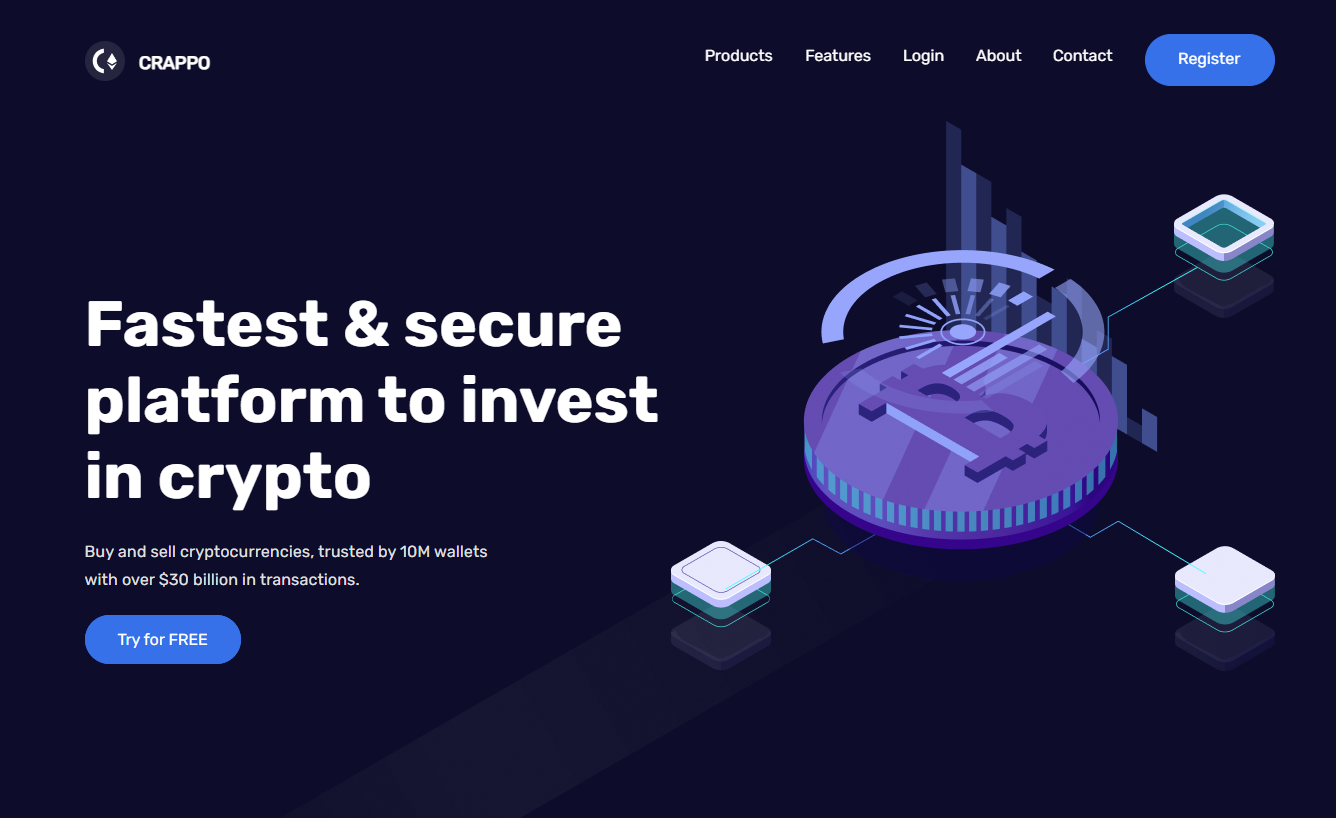 CRAPPO
Products Features Login About Contact Register
Fastest & secure
platform to invest
in crypto
Buy and sell cryptocurrencies, trusted by 10M wallets
with over $30 billion in transactions.
Try for FREE